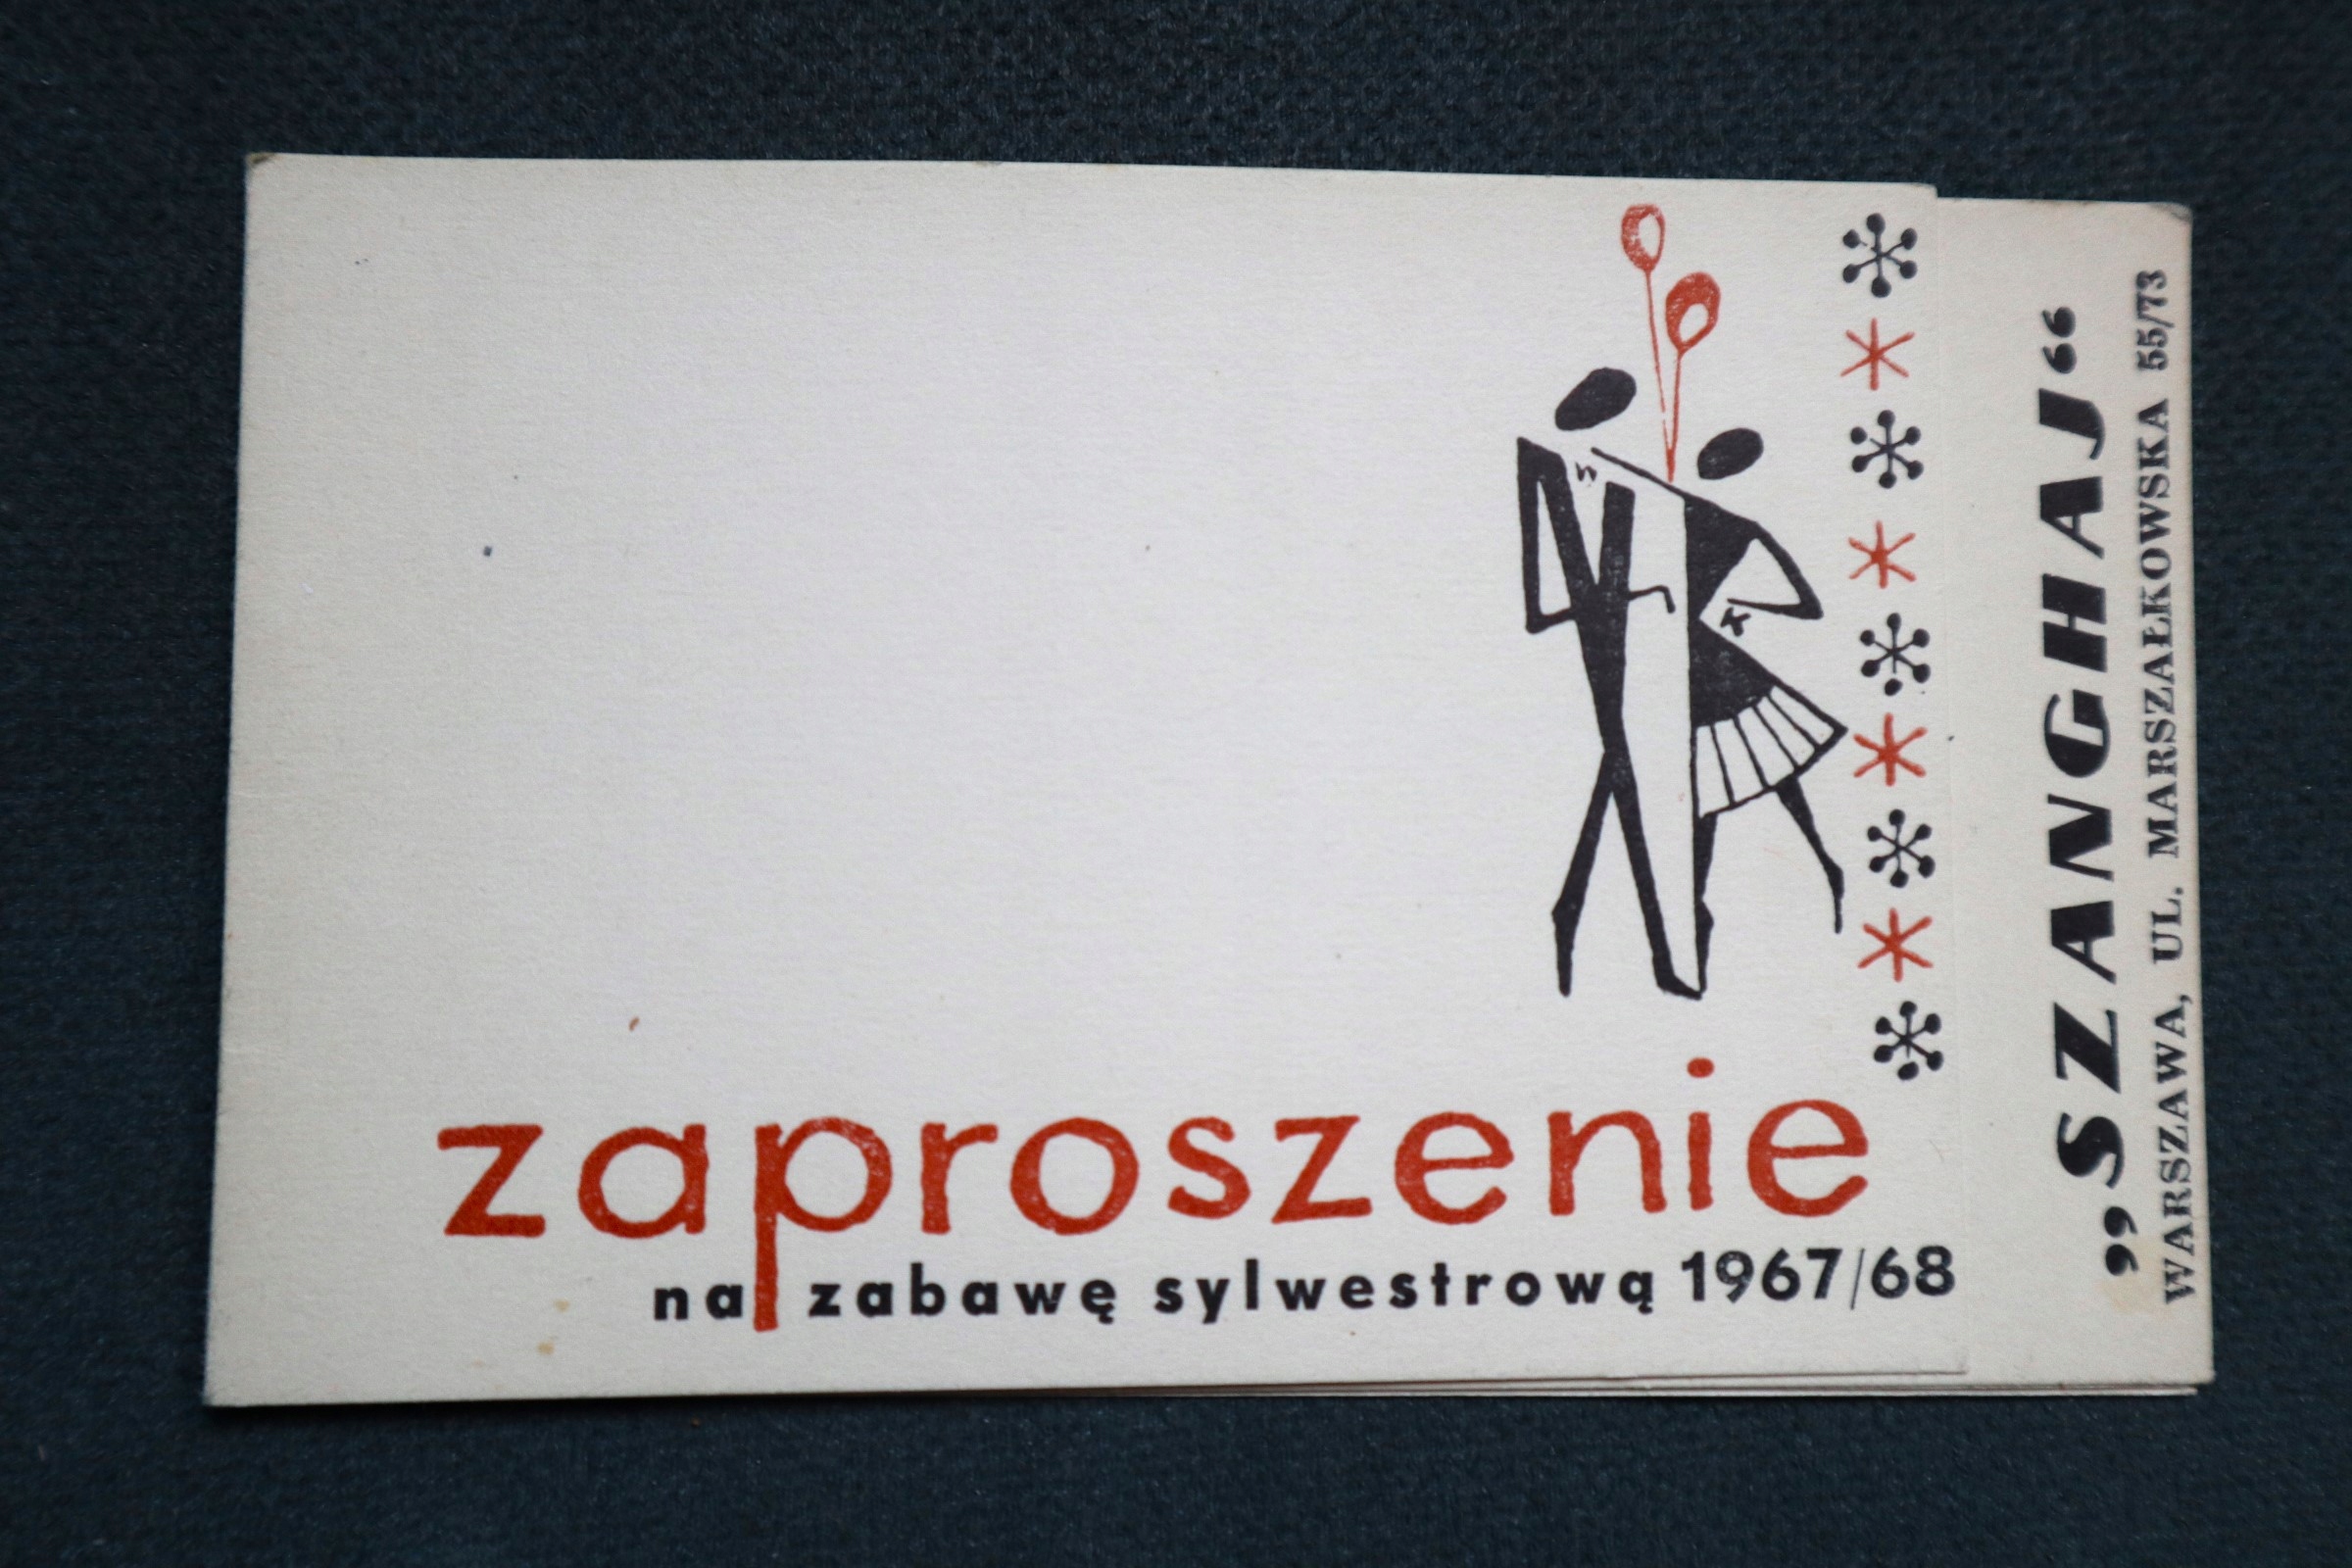 zaproszenie
na zabawę sylwestrową 1967/68
„SZANGHAJ“
WARSZAWA, UL. MARSZAŁKOWSKA 55/73